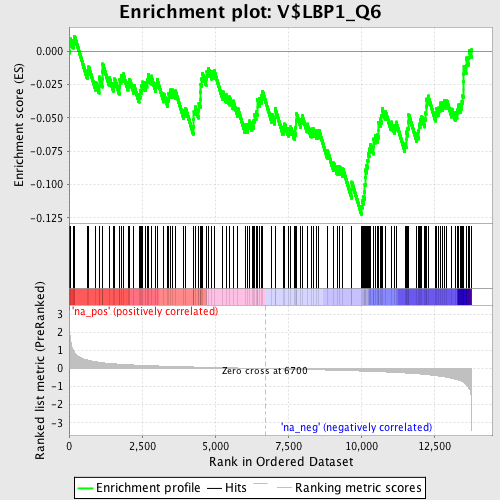 Enrichment plot: V$LBP1_Q6
Enrichment score (ES)
0.000
-0.025
-0.050
-0.075
-0.100
-0.125
'na_pos' (positively correlated)
Ranked list metric (PreRanked)
3
2
1
0
-1
-2
-3
Zero cross at 6700
'na_neg' (negatively correlated)
0
2,500
5,000
7,500
10,000
12,500
Rank in Ordered Dataset
Enrichment profile
Hits
Ranking metric scores